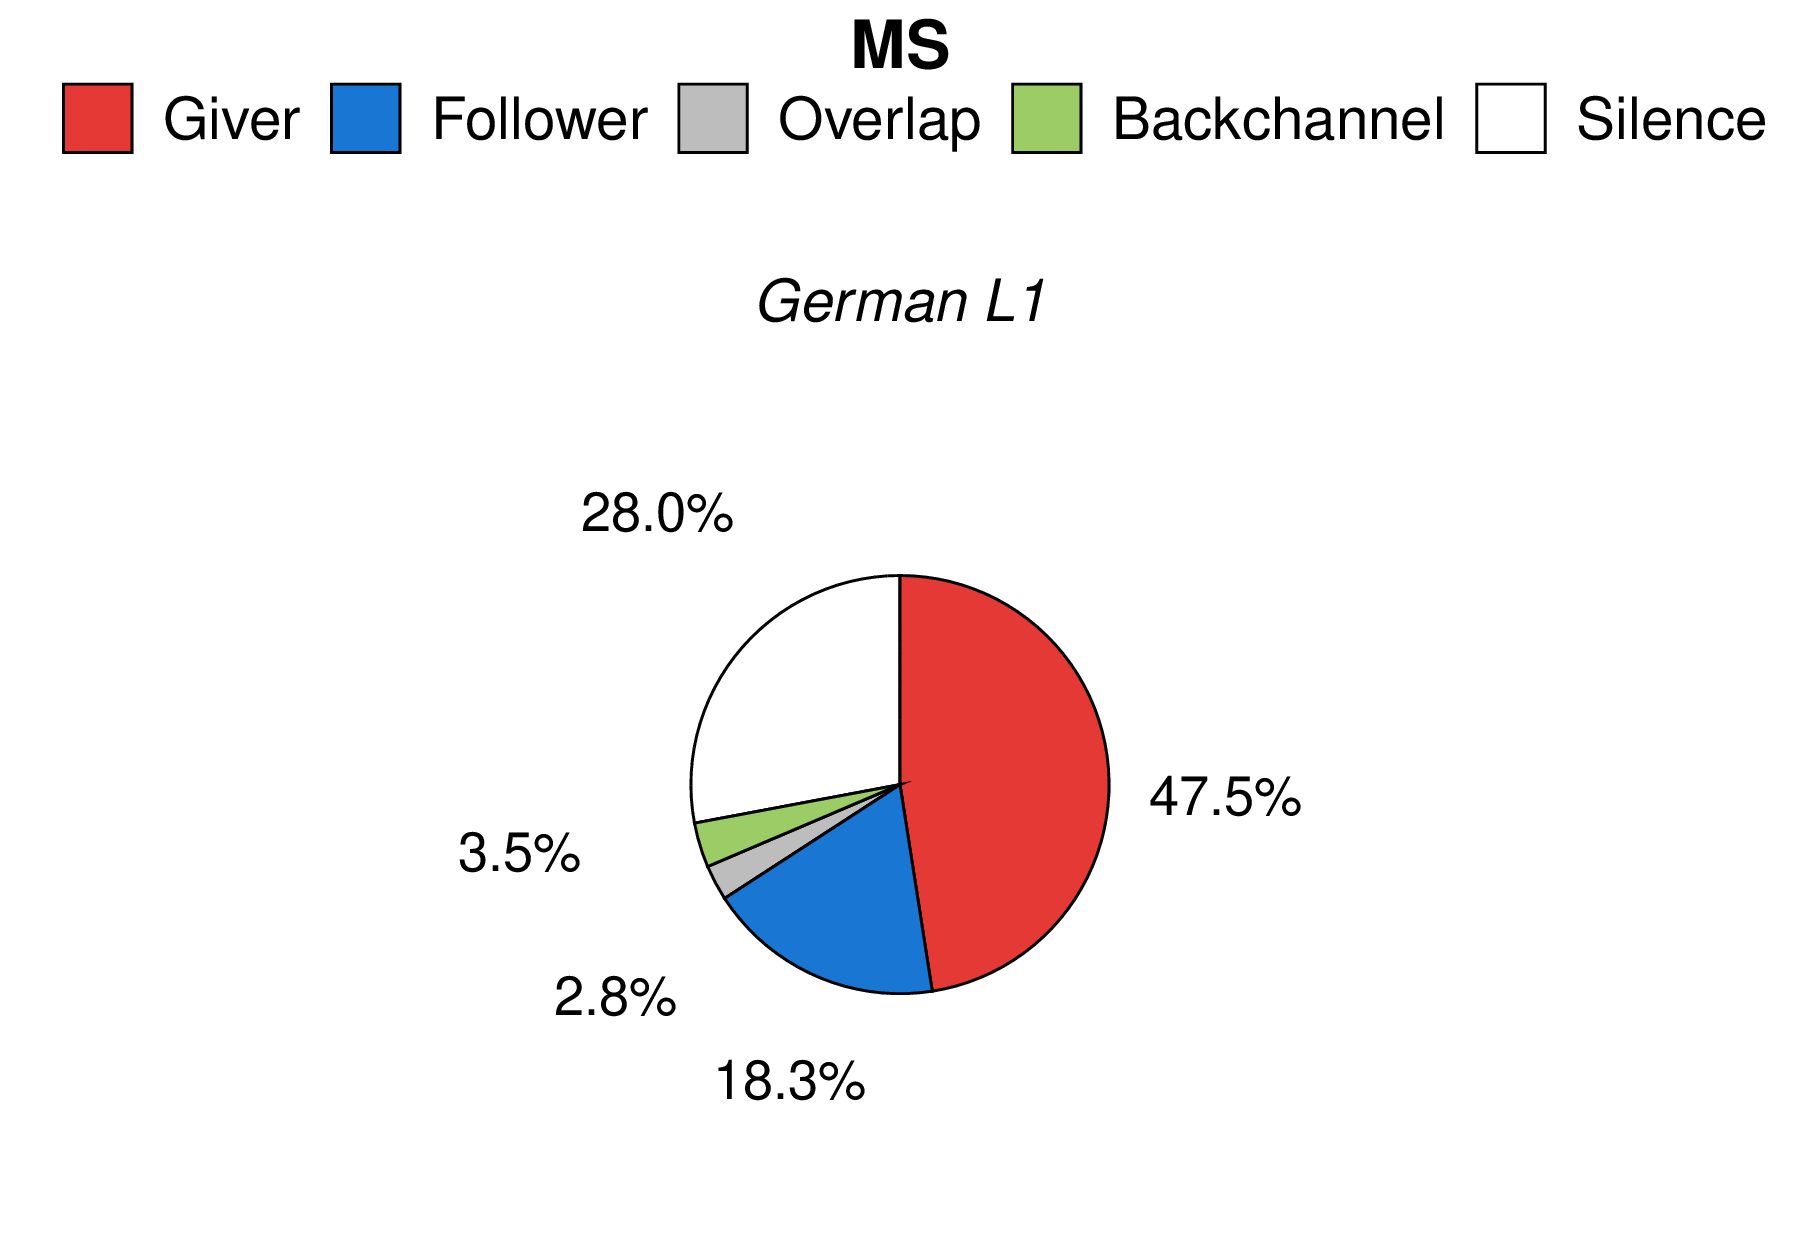 MS
Giver Follower Overlap Backchannel Silence
German L1
28.0%
47.5%
3.5%
2.8%
18.3%